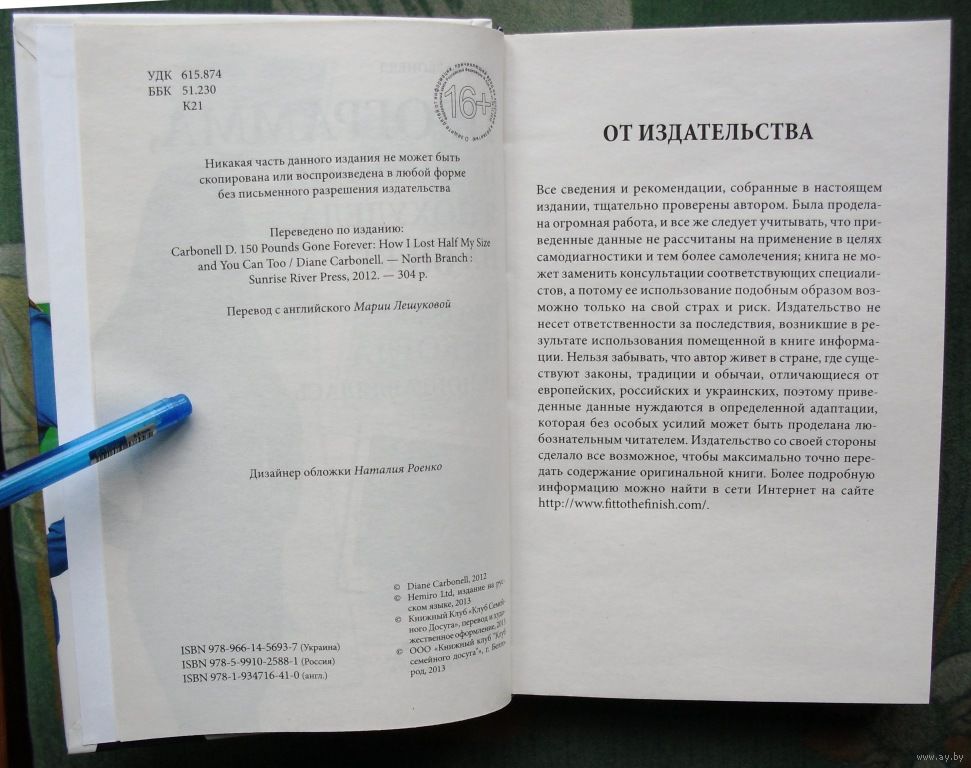 УДК 615.874
ББК 51.230
К21
16+
Никакая часть данного издания не может быть
скопирована или воспроизведена в любой форме
без письменного разрешения издательства
Переведено по изданию:
Carbonell D. 150 Pounds Gone Forever: How I Lost Half My Size
and You Can Too / Diane Carbonell. — North Branch :
Sunrise River Press, 2012. — 304 p.
Перевод с английского Марии Лешуковой
Дизайнер обложки Наталия Роенко
© Diane Carbonell, 2012
© Hemiro Ltd, издание на рус-
ском языке, 2013
© Книжный Клуб «Клуб Семей-
ного Досуга», перевод и худо-
жественное оформление, 2013
© ООО «Книжный клуб "Клуб
семейного досуга"», г. Белго-
род, 2013
ISBN 978-966-14-5693-7 (Украина)
ISBN 978-5-9910-2588-1 (Россия)
ISBN 978-1-934716-41-0 (англ.)
ОТ ИЗДАТЕЛЬСТВА
Все сведения и рекомендации, собранные в настоящем
издании, тщательно проверены автором. Была продела-
на огромная работа, и все же следует учитывать, что при-
веденные данные не рассчитаны на применение в целях
самодиагностики и тем более самолечения; книга не мо-
жет заменить консультации соответствующих специали-
стов, а потому ее использование подобным образом воз-
можно только на свой страх и риск. Издательство не
несет ответственности за последствия, возникшие в ре-
зультате использования помещенной в книге информа-
ции. Нельзя забывать, что автор живет в стране, где суще-
ствуют законы, традиции и обычаи, отличающиеся от
европейских, российских и украинских, поэтому приве-
денные данные нуждаются в определенной адаптации,
которая без особых усилий может быть проделана лю-
бознательным читателем. Издательство со своей стороны
сделало все возможное, чтобы максимально точно пере-
дать содержание оригинальной книги. Более подробную
информацию можно найти в сети Интернет на сайте
http://www.fittothefinish.com/.
www.ay.by